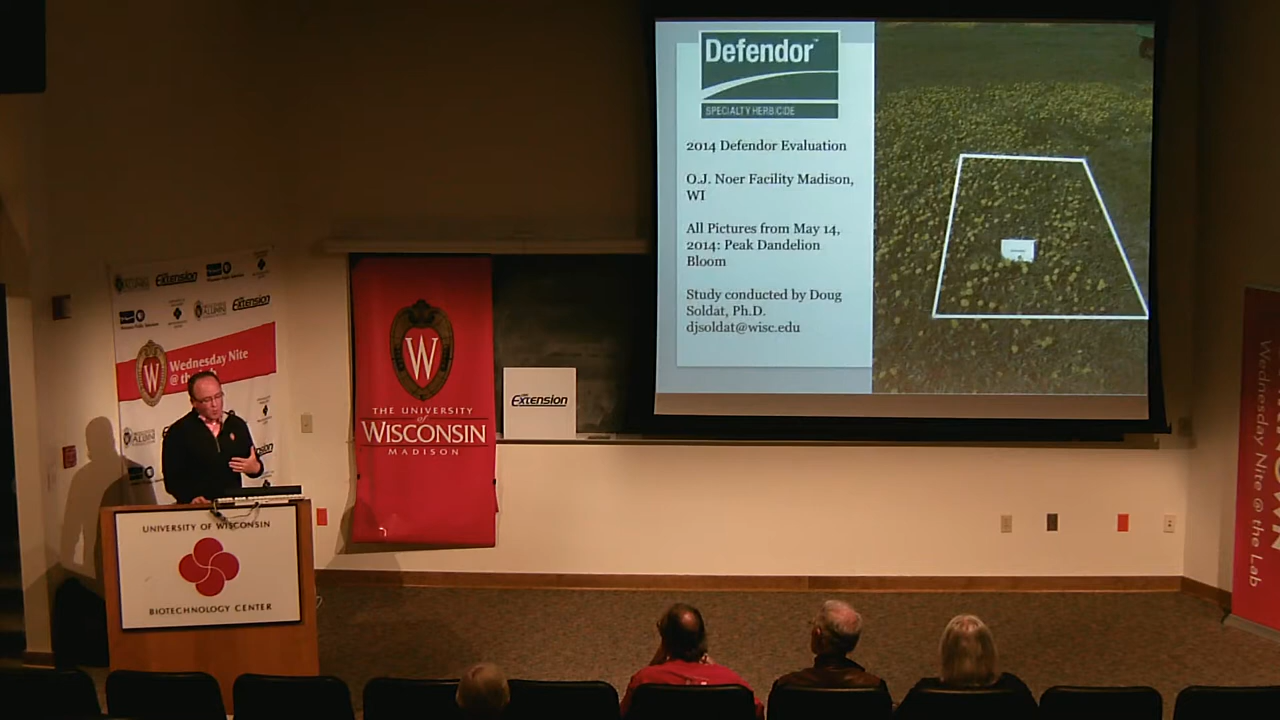 Defendor™
SPECIALTY HERBICIDE
2014 Defendor Evaluation
O.J. Noer Facility Madison,
WI
All Pictures from May 14,
2014: Peak Dandelion
Bloom
Study conducted by Doug
Soldat, Ph.D.
djsoldat@wisc.edu
Extension
Extension
Wednesday Nite
@ the Lab
W
THE UNIVERSITY
of
WISCONSIN
MADISON
Extension
UNIVERSITY OF WISCONSIN
BIOTECHNOLOGY CENTER
Wednesday Nite @ the Lab